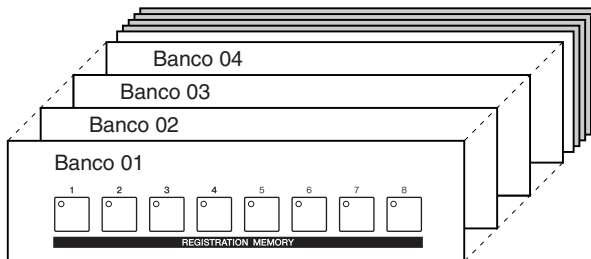 Banco 04
Banco 03
Banco 02
Banco 01
1 2 3 4 5 6 7 8
REGISTRATION MEMORY